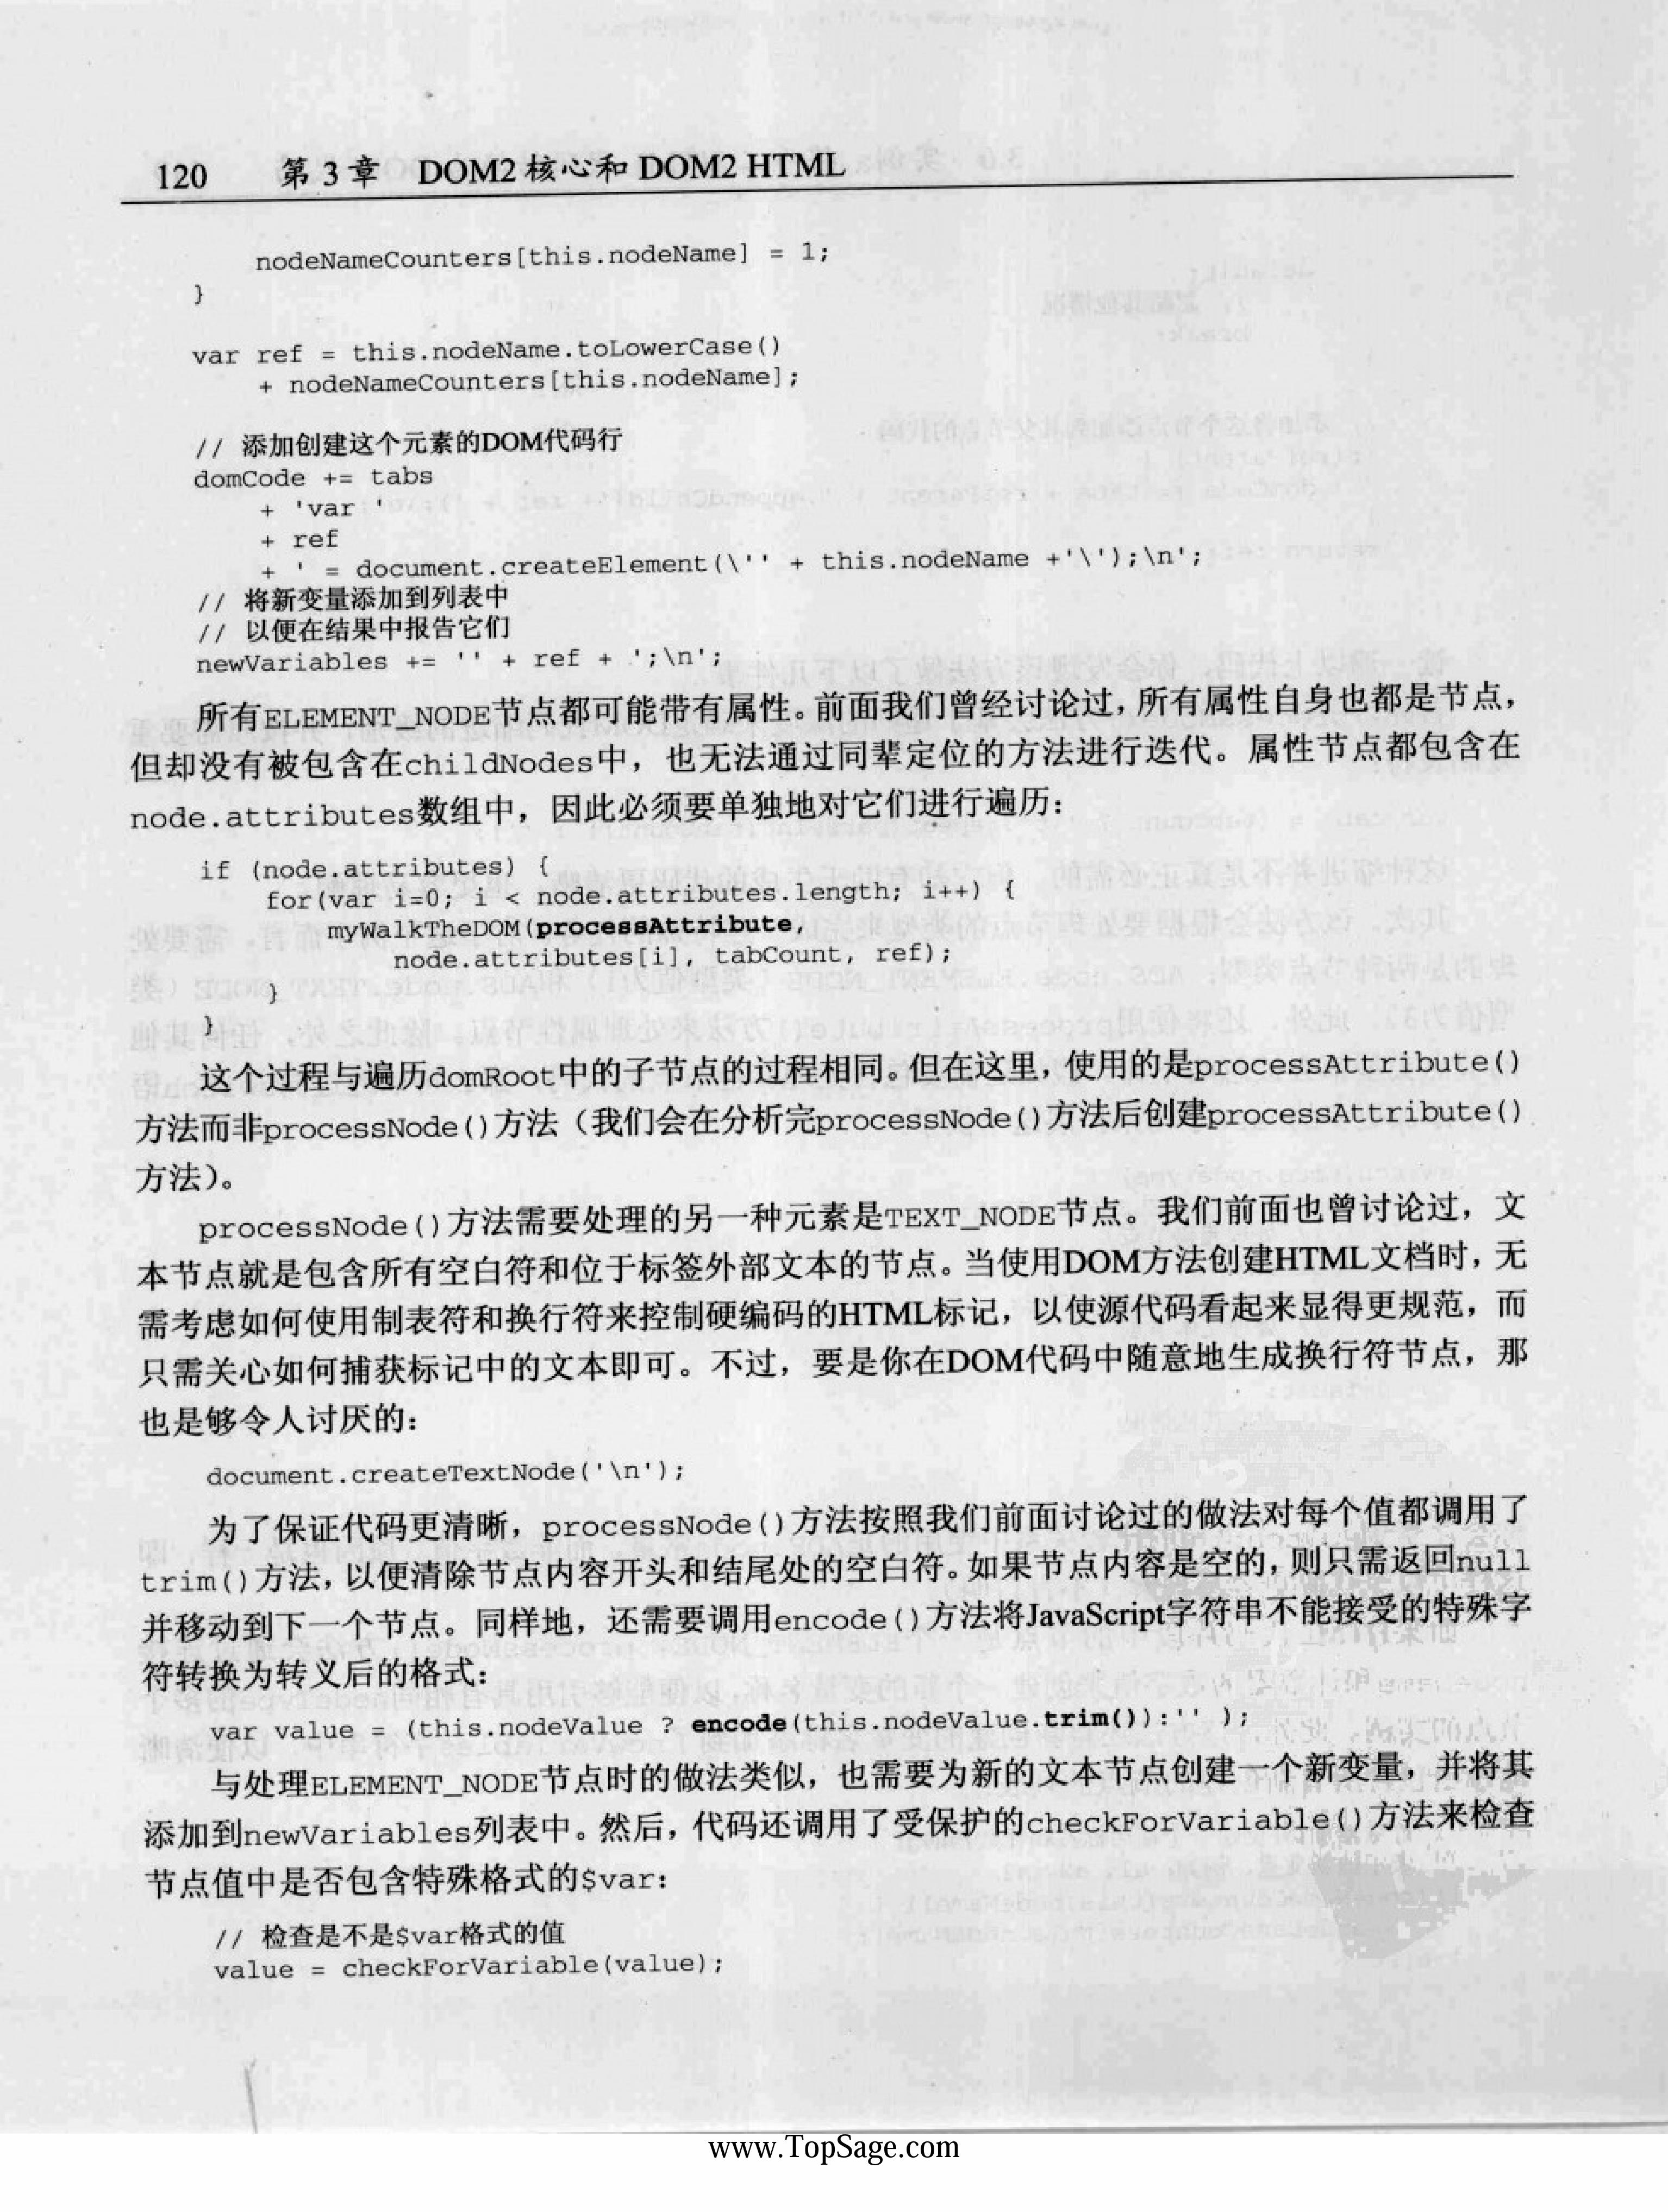 120 第 3 章 DOM2 核心和 DOM2 HTML
nodeNameCounters[this.nodeName] = 1;
}
var ref = this.nodeName.toLowerCase()
+ nodeNameCounters[this.nodeName];
// 添加创建这个元素的DOM代码行
domCode += tabs
+ 'var '
+ ref
+ ' = document.createElement(\'' + this.nodeName +'\');\n';
// 将新变量添加到列表中
// 以便在结果中报告它们
newVariables += '' + ref + ';\n';
所有ELEMENT_NODE节点都可能带有属性。前面我们曾经讨论过，所有属性自身也都是节点，
但却没有被包含在childNodes中，也无法通过同辈定位的方法进行迭代。属性节点都包含在
node.attributes数组中，因此必须要单独地对它们进行遍历：
if (node.attributes) {
for(var i=0; i < node.attributes.length; i++) {
myWalkTheDOM(processAttribute,
node.attributes[i], tabCount, ref);
}
}
这个过程与遍历domRoot中的子节点的过程相同。但在这里，使用的是processAttribute()
方法而非processNode()方法（我们会在分析完processNode()方法后创建processAttribute()
方法）。
processNode()方法需要处理的另一种元素是TEXT_NODE节点。我们前面也曾讨论过，文
本节点就是包含所有空白符和位于标签外部文本的节点。当使用DOM方法创建HTML文档时，无
需考虑如何使用制表符和换行符来控制硬编码的HTML标记，以使源代码看起来显得更规范，而
只需关心如何捕获标记中的文本即可。不过，要是你在DOM代码中随意地生成换行符节点，那
也是够令人讨厌的：
document.createTextNode('\n');
为了保证代码更清晰，processNode()方法按照我们前面讨论过的做法对每个值都调用了
trim()方法，以便清除节点内容开头和结尾处的空白符。如果节点内容是空的，则只需返回null
并移动到下一个节点。同样地，还需要调用encode()方法将JavaScript字符串不能接受的特殊字
符转换为转义后的格式：
var value = (this.nodeValue ? encode(this.nodeValue.trim()):'' );
与处理ELEMENT_NODE节点时的做法类似，也需要为新的文本节点创建一个新变量，并将其
添加到newVariables列表中。然后，代码还调用了受保护的checkForVariable()方法来检查
节点值中是否包含特殊格式的$var：
// 检查是不是$var格式的值
value = checkForVariable(value);
www.TopSage.com